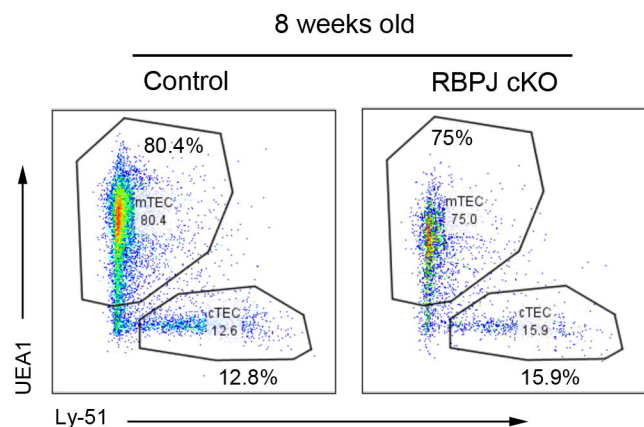 8 weeks old
Control
RBPJ cKO
80.4%
mTEC
80.4
cTEC
12.6
12.8%
75%
mTEC
75.0
cTEC
15.9
15.9%
UEA1
Ly-51